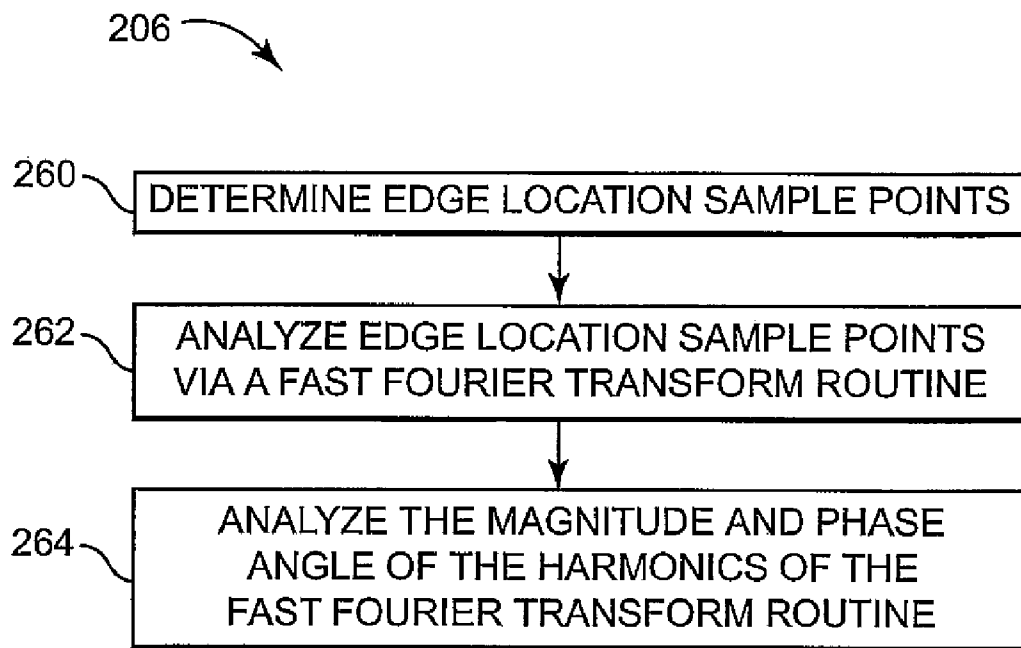 206
260
DETERMINE EDGE LOCATION SAMPLE POINTS
262
ANALYZE EDGE LOCATION SAMPLE POINTS
VIA A FAST FOURIER TRANSFORM ROUTINE
264
ANALYZE THE MAGNITUDE AND PHASE
ANGLE OF THE HARMONICS OF THE
FAST FOURIER TRANSFORM ROUTINE